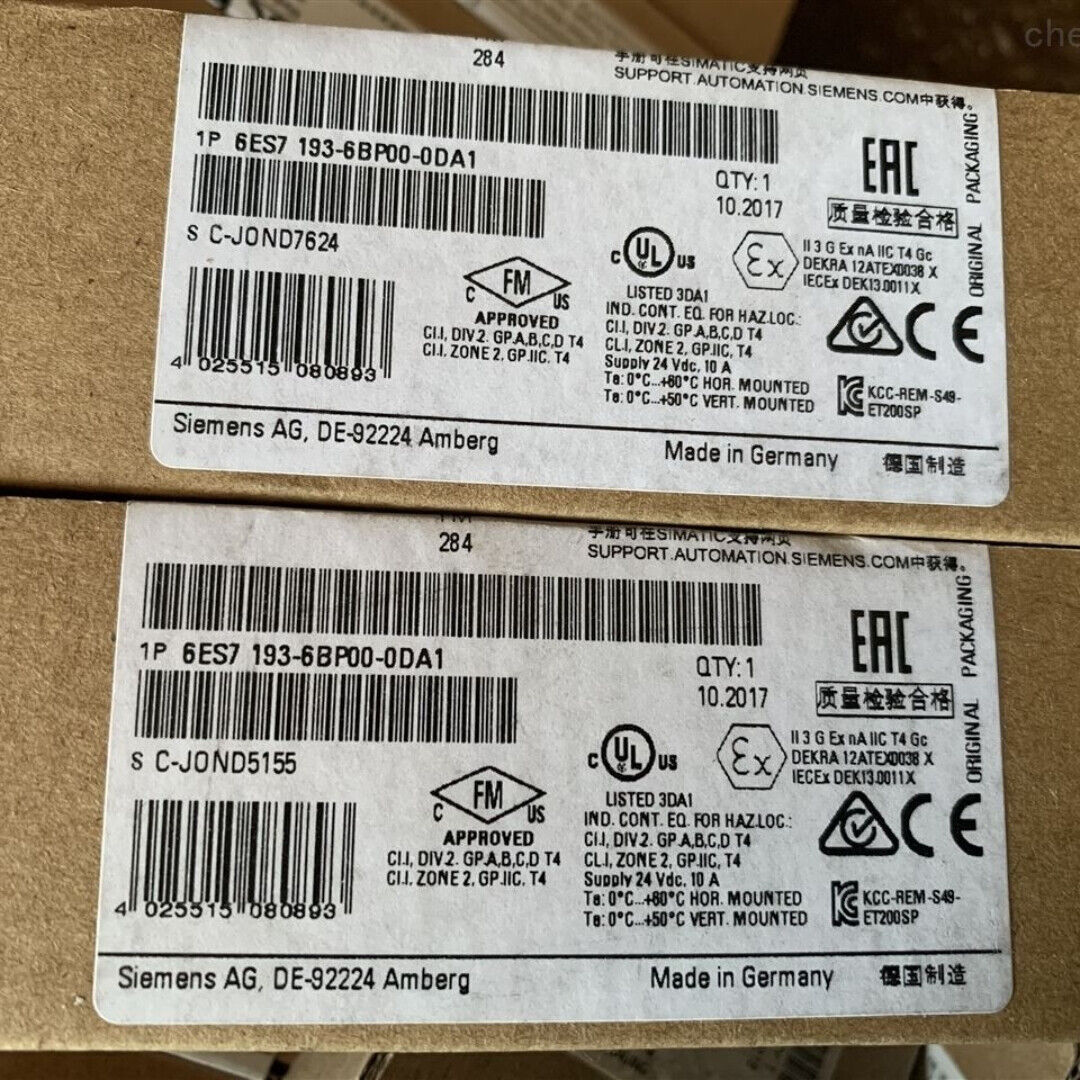 che
284
手册可在SIMATIC支持网页
SUPPORT.AUTOMATION.SIEMENS.COM中获得。
1P 6ES7 193-6BP00-0DA1
QTY: 1
10.2017
EAC
质量检验合格
ORIGINAL PACKAGING
S C-J0ND7624
C UL US
LISTED 3DA1
IND. CONT. EQ. FOR HAZ.LOC.:
CI.I, DIV.2. GP.A,B,C,D T4
CL.I, ZONE 2, GP.IIC, T4
Supply 24 Vdc, 10 A
Ta: 0°C...+60°C HOR. MOUNTED
Ta: 0°C...+50°C VERT. MOUNTED
Ex
II 3 G Ex nA IIC T4 Gc
DEKRA 12ATEX0038 X
IECEx DEK13.0011X
CE
C FM US
APPROVED
CI.I, DIV.2. GP.A,B,C,D T4
CI.I. ZONE 2, GP.IIC. T4
KCC-REM-S49-
ET200SP
4 025515 080893
Siemens AG, DE-92224 Amberg
Made in Germany
德国制造
284
手册可在SIMATIC支持网页
SUPPORT.AUTOMATION.SIEMENS.COM中获得。
1P 6ES7 193-6BP00-0DA1
QTY: 1
10.2017
EAC
质量检验合格
ORIGINAL PACKAGING
S C-J0ND5155
C UL US
LISTED 3DA1
IND. CONT. EQ. FOR HAZ.LOC.:
CI.I, DIV.2. GP.A,B,C,D T4
CL.I, ZONE 2, GP.IIC, T4
Supply 24 Vdc, 10 A
Ta: 0°C...+60°C HOR. MOUNTED
Ta: 0°C...+50°C VERT. MOUNTED
Ex
II 3 G Ex nA IIC T4 Gc
DEKRA 12ATEX0038 X
IECEx DEK13.0011X
CE
C FM US
APPROVED
CI.I, DIV.2. GP.A,B,C,D T4
CI.I. ZONE 2, GP.IIC. T4
KCC-REM-S49-
ET200SP
4 025515 080893
Siemens AG, DE-92224 Amberg
Made in Germany
德国制造